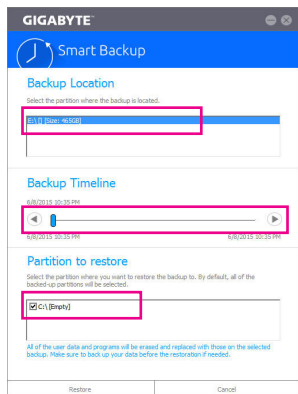 GIGABYTE™
Smart Backup
Backup Location
Select the partition where the backup is located.
E:\ [] [Size: 465GB]
Backup Timeline
6/8/2015 10:35 PM
6/8/2015 10:35 PM 6/8/2015 10:35 PM
Partition to restore
Select the partition where you want to restore the backup to. By default, all of the
backed-up partitions will be selected.
C:\ [Empty]
All of the user data and programs will be erased and replaced with those on the selected
backup. Make sure to back up your data before the restoration if needed.
Restore Cancel